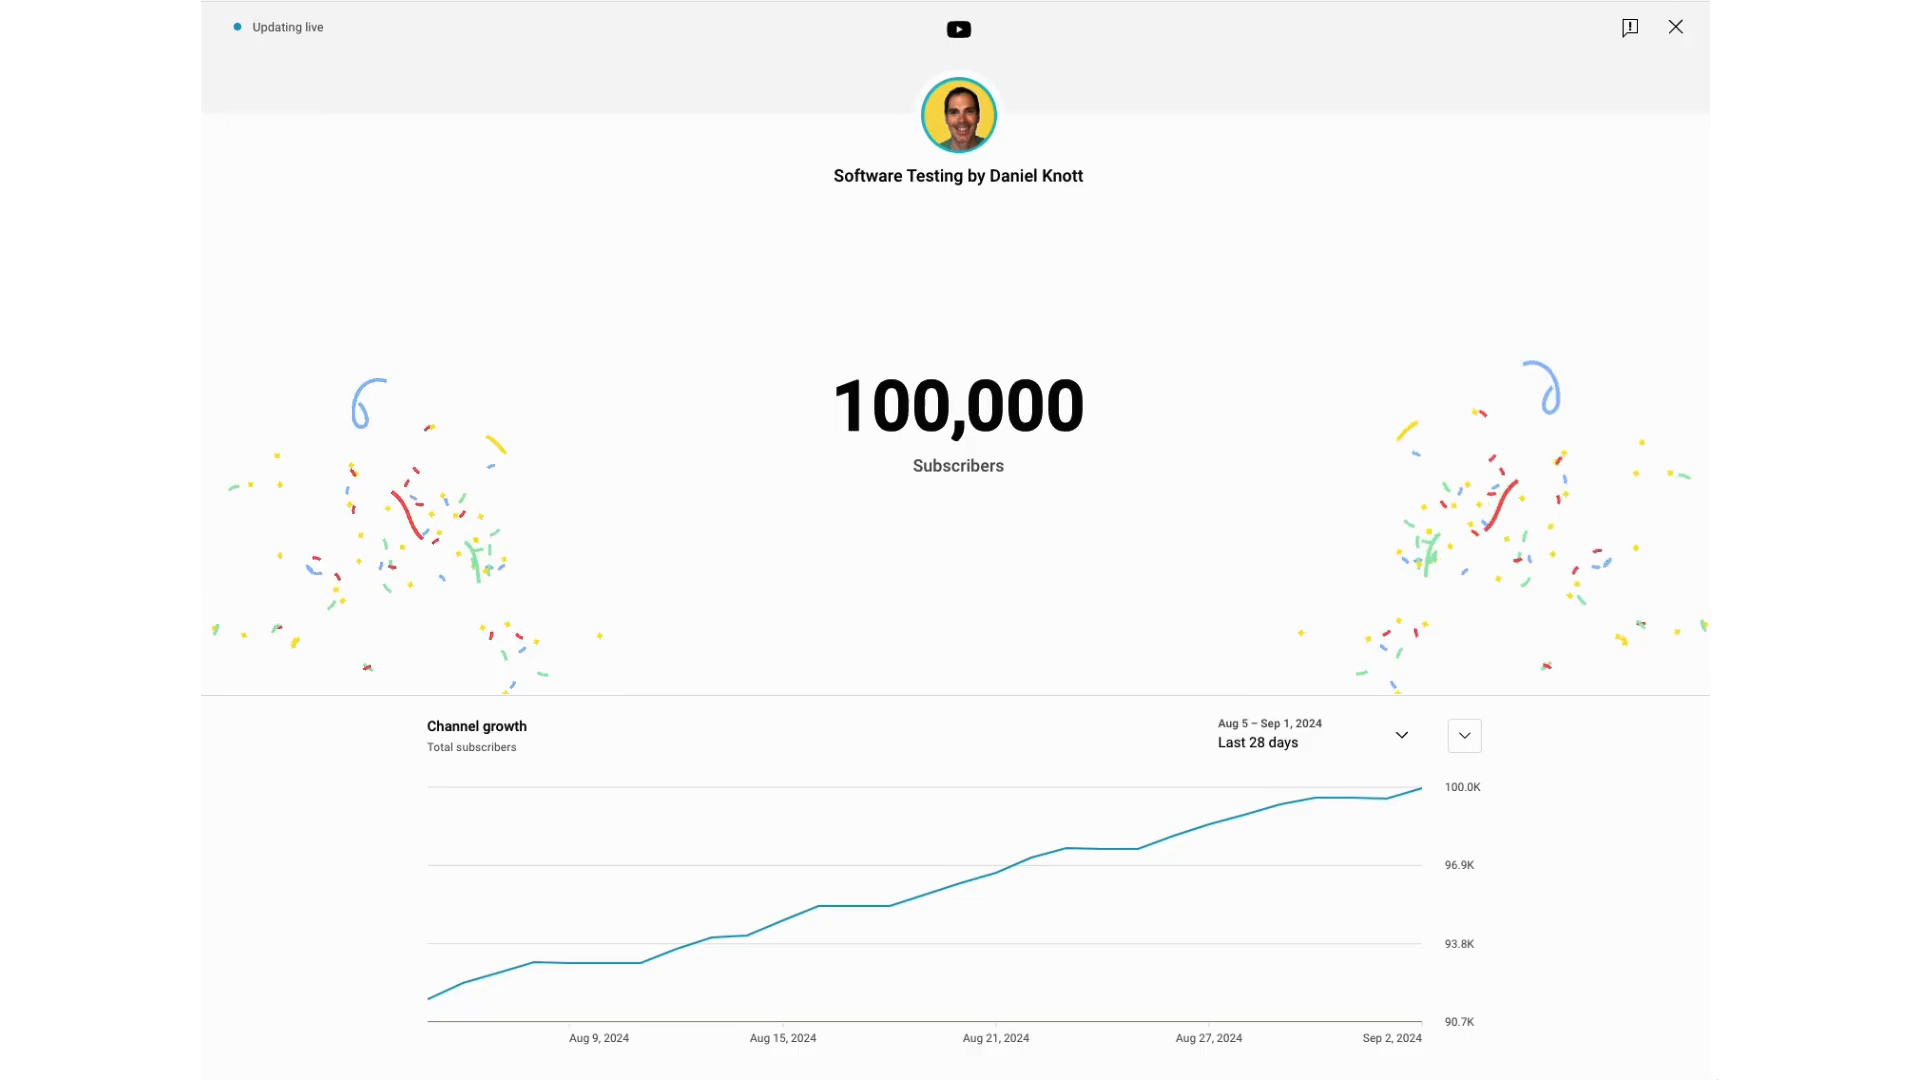 Updating live
Software Testing by Daniel Knott
100,000
Subscribers
Channel growth
Total subscribers
Aug 5 – Sep 1, 2024
Last 28 days
100.0K
96.9K
93.8K
90.7K
Aug 9, 2024
Aug 15, 2024
Aug 21, 2024
Aug 27, 2024
Sep 2, 2024